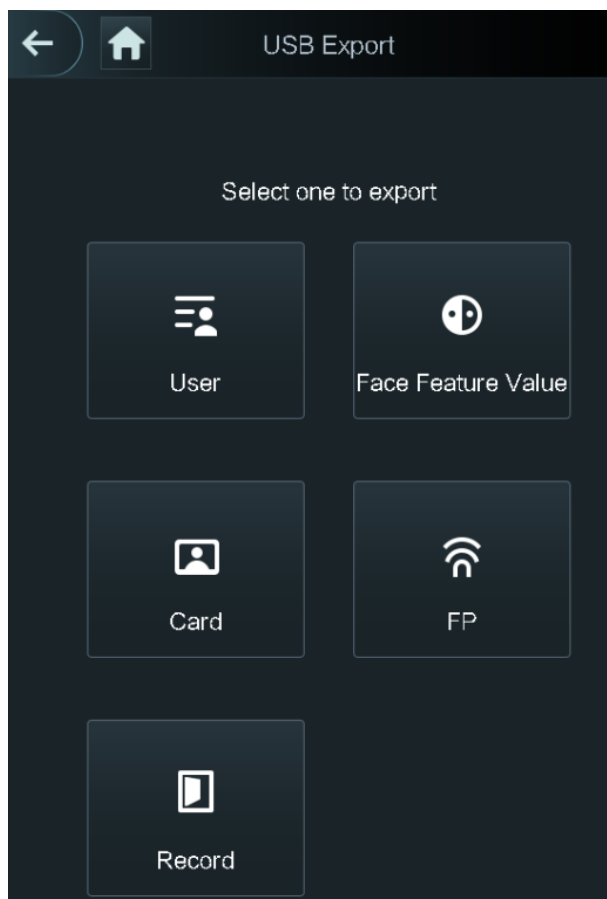 USB Export
Select one to export
User
Face Feature Value
Card
FP
Record